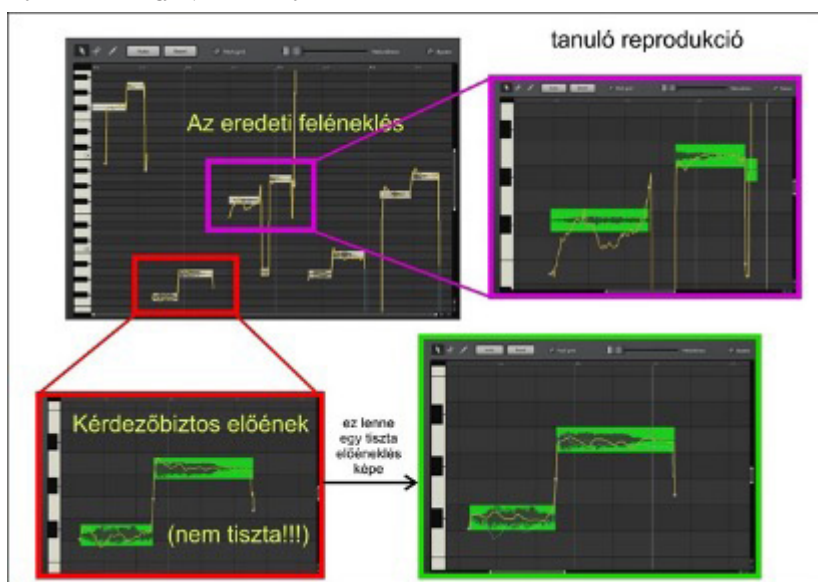 tanuló reprodukció
Az eredeti feléneklés
Kérdezőbiztos előének
(nem tiszta!!!)
ez lenne
egy tiszta
előéneklés
képe